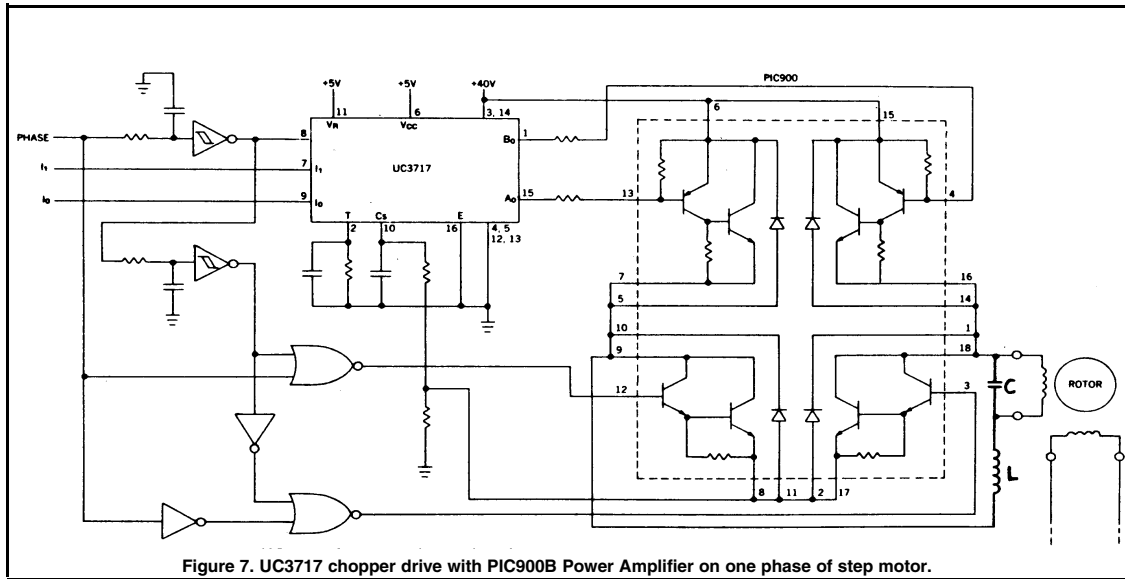 +5V +5V +40V PIC900
11 6 3, 14 6 15
PHASE 8 VR VCC 1
B0
I1 7 I1 UC3717
I0 9 I0 A0 15 13 4
T CS E 4, 5
2 10 16 12, 13
7 16
5 14
10 1
9 18
12 3 C ROTOR
8 11 2 17 L
Figure 7. UC3717 chopper drive with PIC900B Power Amplifier on one phase of step motor.